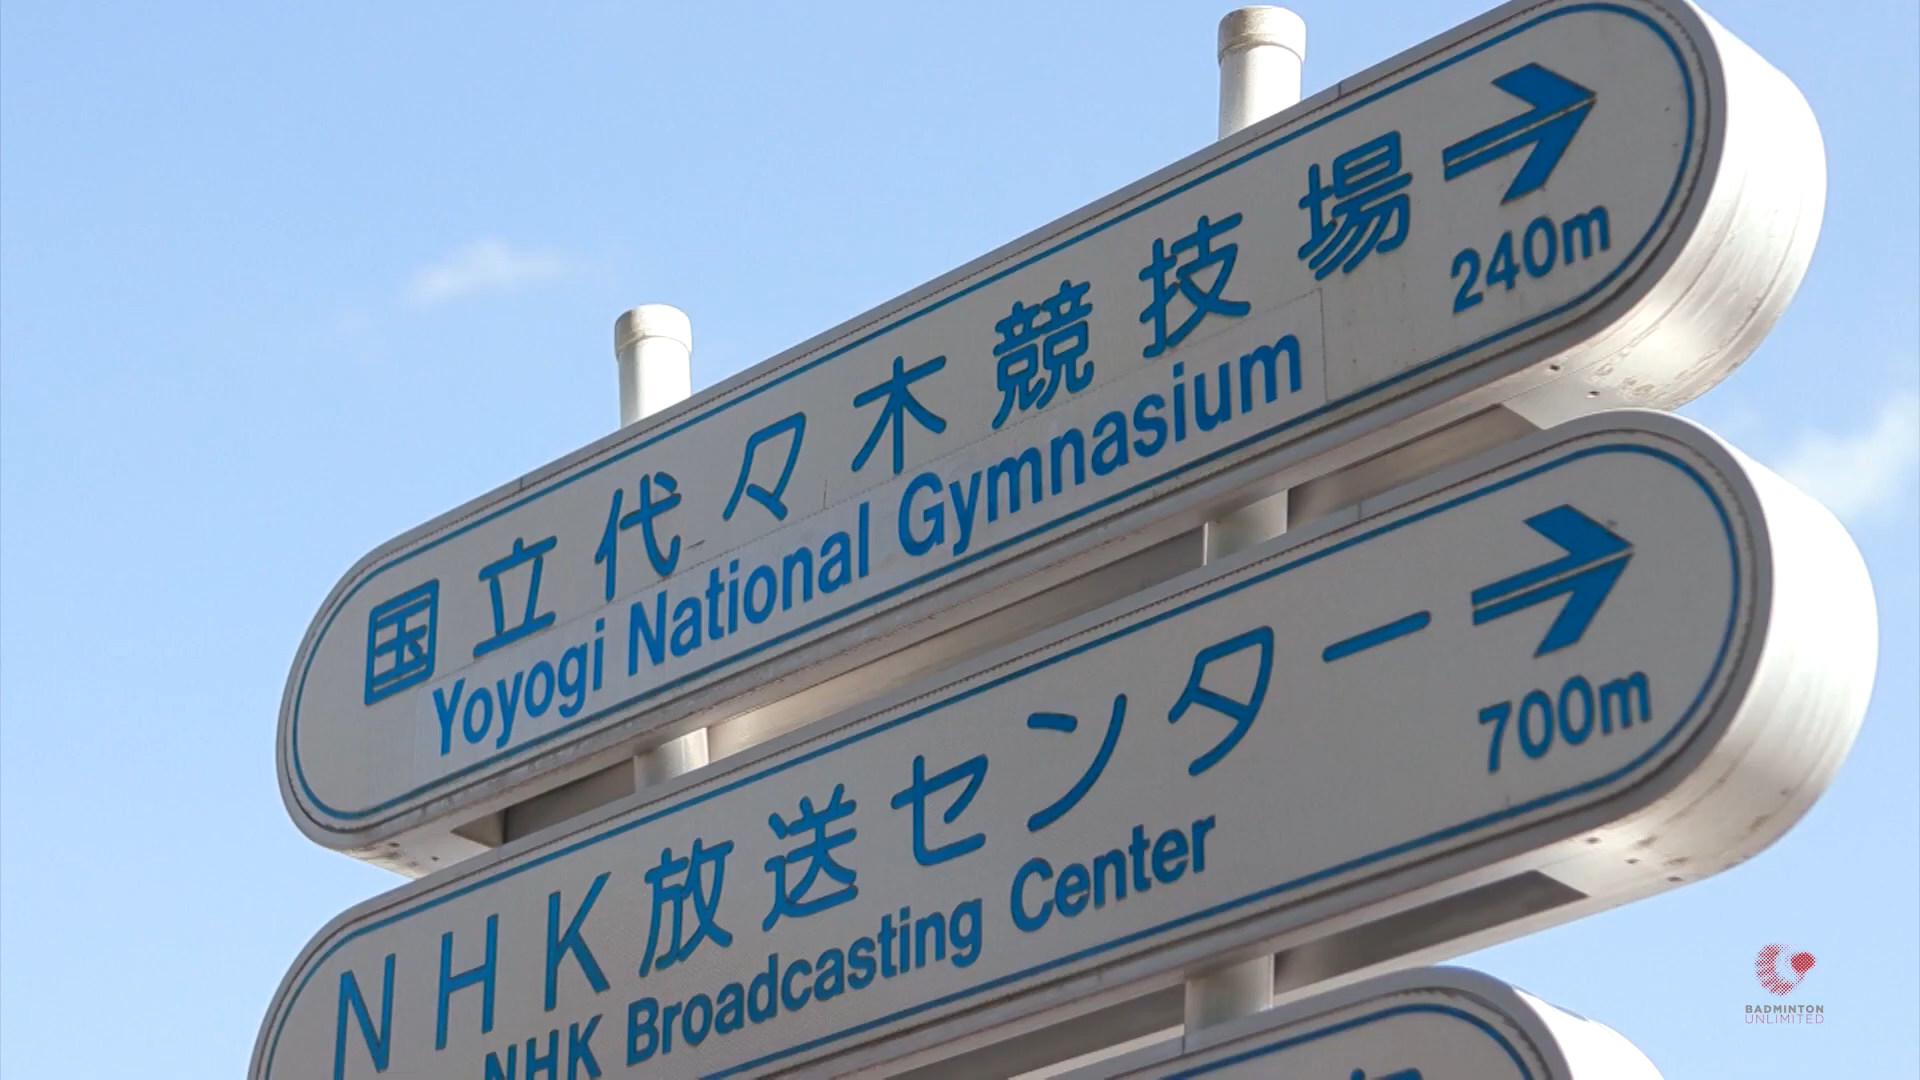 国立代々木競技場
240m
Yoyogi National Gymnasium
NHK放送センター
700m
NHK Broadcasting Center
BADMINTON
UNLIMITED